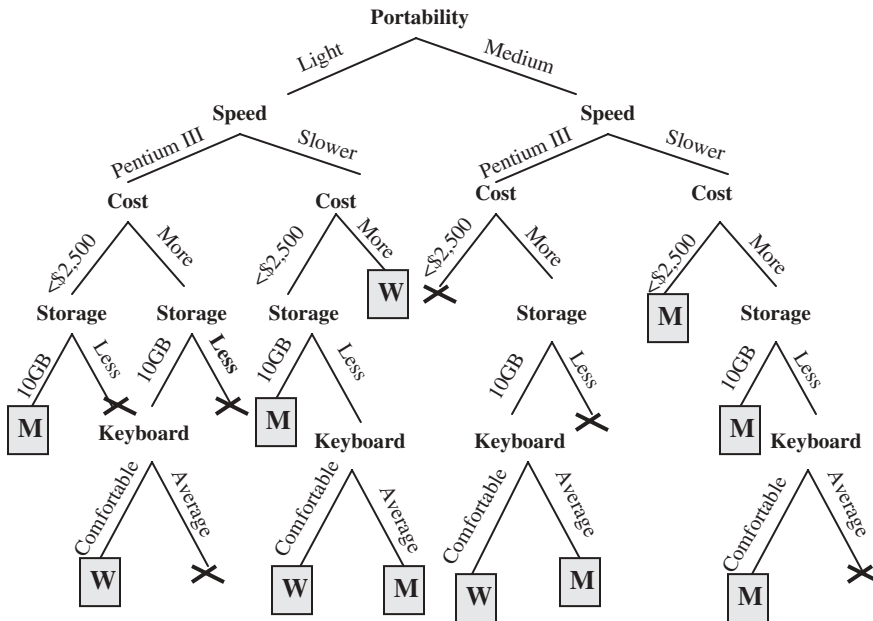 Portability
Light Medium
Speed Speed
Pentium III Slower Pentium III Slower
Cost Cost Cost Cost
<$2,500 More <$2,500 More <$2,500 More <$2,500 More
W M
Storage Storage Storage Storage Storage
10GB Less 10GB Less 10GB Less 10GB Less 10GB Less
M M M
Keyboard Keyboard Keyboard Keyboard
Comfortable Average Comfortable Average Comfortable Average Comfortable Average
W W M W M M